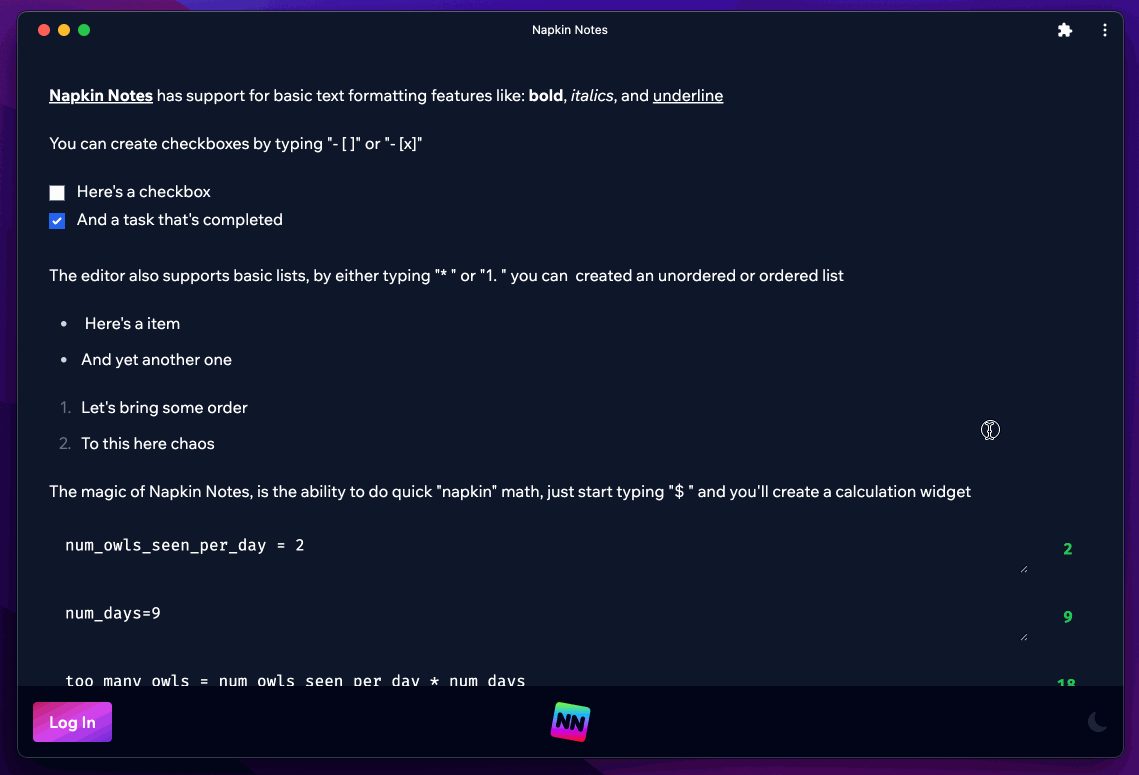 Napkin Notes
Napkin Notes has support for basic text formatting features like: bold, italics, and underline
You can create checkboxes by typing "- [ ]" or "- [x]"
Here's a checkbox
And a task that's completed
The editor also supports basic lists, by either typing "* " or "1. " you can  created an unordered or ordered list
• Here's a item
• And yet another one
1. Let's bring some order
2. To this here chaos
The magic of Napkin Notes, is the ability to do quick "napkin" math, just start typing "$ " and you'll create a calculation widget
num_owls_seen_per_day = 2 2
num_days=9 9
too_many_owls = num_owls_seen_per_day * num_days 18
Log In NN